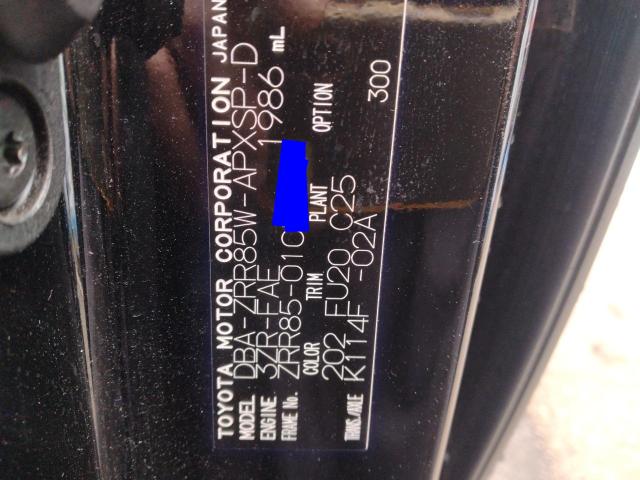 TOYOTA MOTOR CORPORATION JAPAN
MODEL DBA-ZRR85W-APXSP-D
ENGINE 3ZR-FAE 1986 mL
FRAME No. ZRR85-010
COLOR TRIM PLANT OPTION
202 FU20 C25
TRANS./AXLE K114F -02A 300